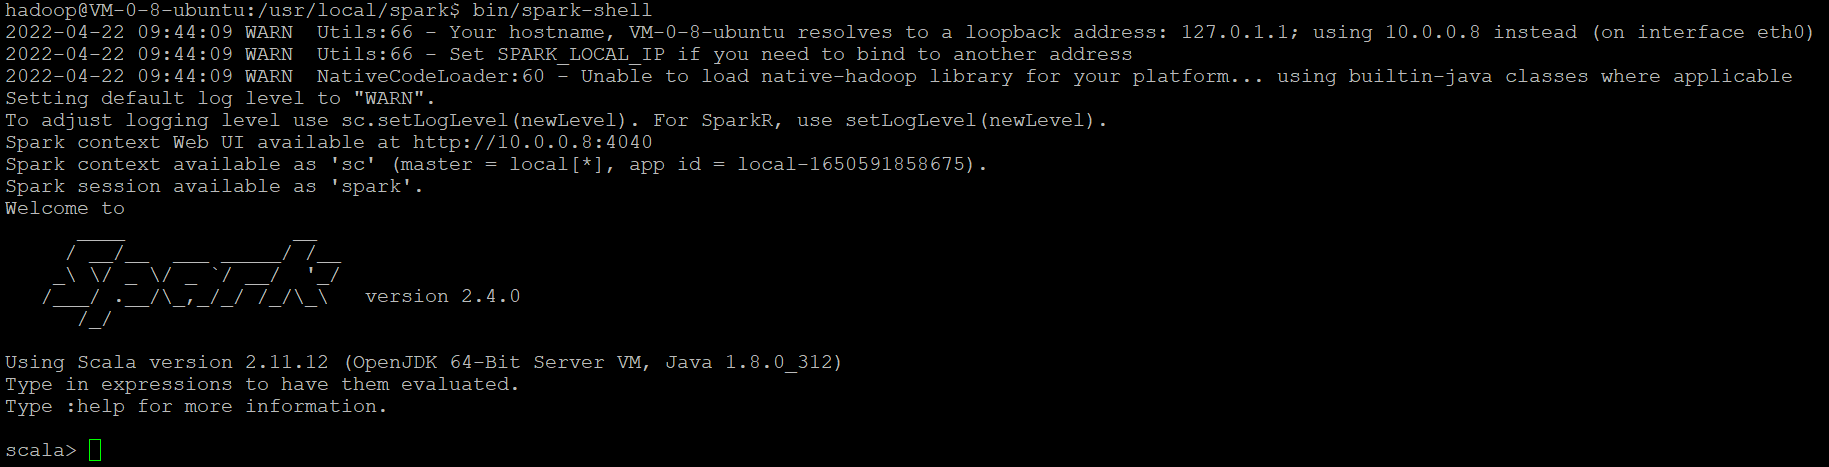 hadoop@VM-0-8-ubuntu:/usr/local/spark$ bin/spark-shell
2022-04-22 09:44:09 WARN  Utils:66 - Your hostname, VM-0-8-ubuntu resolves to a loopback address: 127.0.1.1; using 10.0.0.8 instead (on interface eth0)
2022-04-22 09:44:09 WARN  Utils:66 - Set SPARK_LOCAL_IP if you need to bind to another address
2022-04-22 09:44:09 WARN  NativeCodeLoader:60 - Unable to load native-hadoop library for your platform... using builtin-java classes where applicable
Setting default log level to "WARN".
To adjust logging level use sc.setLogLevel(newLevel). For SparkR, use setLogLevel(newLevel).
Spark context Web UI available at http://10.0.0.8:4040
Spark context available as 'sc' (master = local[*], app id = local-1650591858675).
Spark session available as 'spark'.
Welcome to
      ____              __
     / __/__  ___ _____/ /__
    _\ \/ _ \/ _ `/ __/  '_/
   /___/ .__/\_,_/_/ /_/\_\   version 2.4.0
      /_/
Using Scala version 2.11.12 (OpenJDK 64-Bit Server VM, Java 1.8.0_312)
Type in expressions to have them evaluated.
Type :help for more information.
scala>